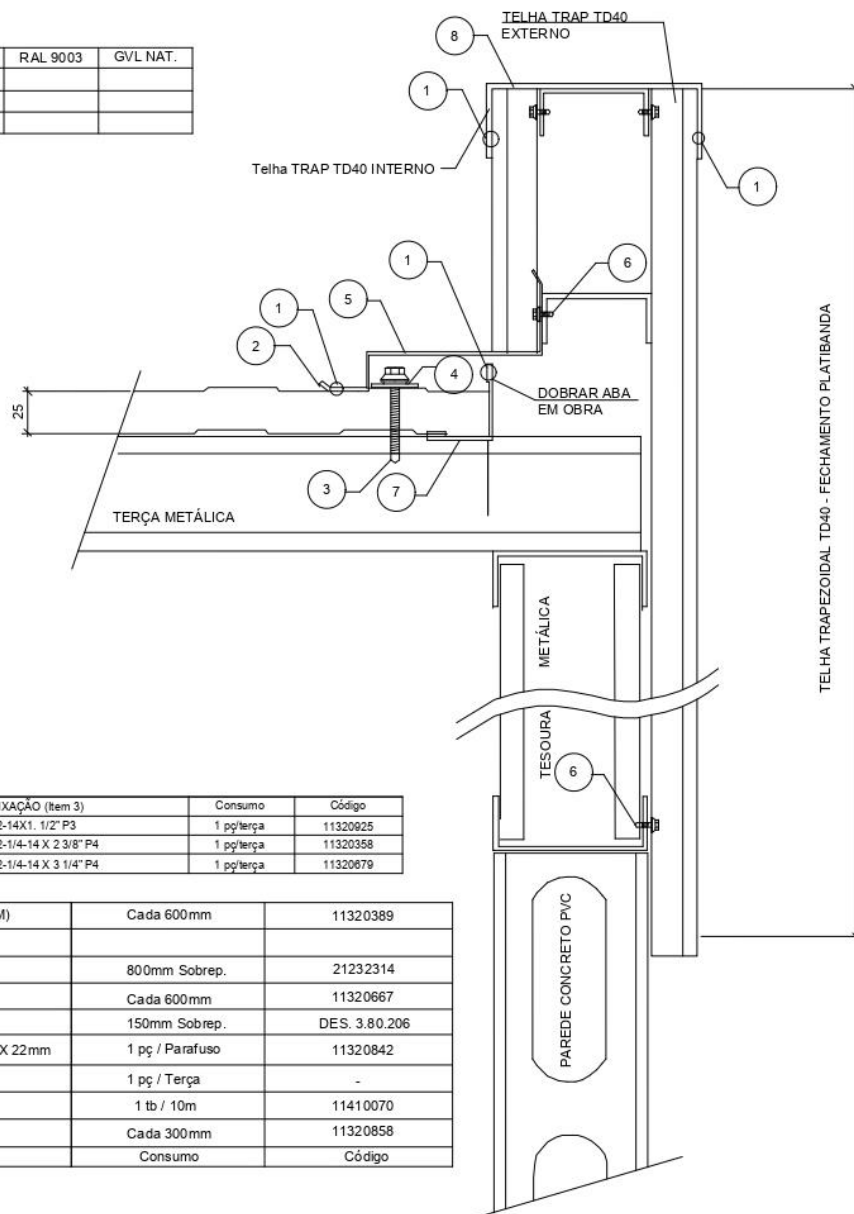 RAL 9003 GVL NAT.
TELHA TRAP TD40
EXTERNO
8
1
Telha TRAP TD40 INTERNO
1
1
6
5
1
2
4
DOBRAR ABA
EM OBRA
25
3
7
TERÇA METÁLICA
TELHA TRAPEZOIDAL TD40 - FECHAMENTO PLATIBANDA
TESOURA METÁLICA
6
PAREDE CONCRETO PVC
IXAÇÃO (Item 3) Consumo Código
2-14X1. 1/2" P3 1 pç/terça 11320925
2-1/4-14 X 2 3/8" P4 1 pç/terça 11320358
2-1/4-14 X 3 1/4" P4 1 pç/terça 11320679
M) Cada 600mm 11320389
800mm Sobrep. 21232314
Cada 600mm 11320667
150mm Sobrep. DES. 3.80.206
X 22mm 1 pç / Parafuso 11320842
1 pç / Terça -
1 tb / 10m 11410070
Cada 300mm 11320858
Consumo Código